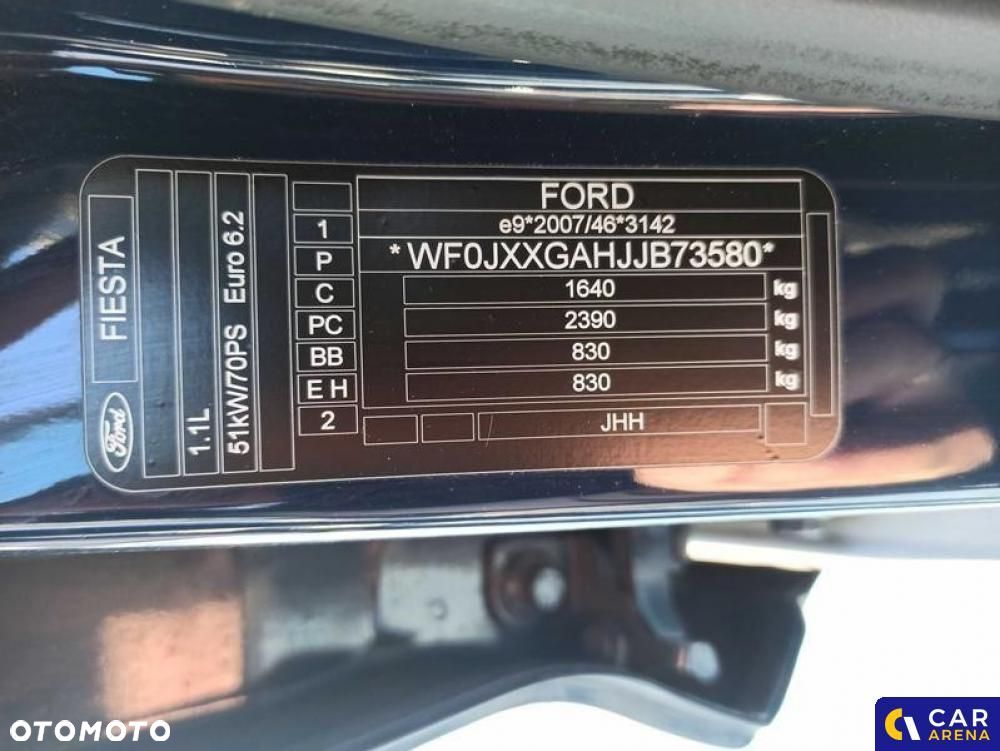 FORD
e9*2007/46*3142
*WF0JXXGAHJJB73580*
1640 kg
2390 kg
830 kg
830 kg
JHH
1
P
C
PC
BB
E H
2
FIESTA
Ford
1.1L
51kW/70PS Euro 6.2
OTOMOTO
CAR
ARENA